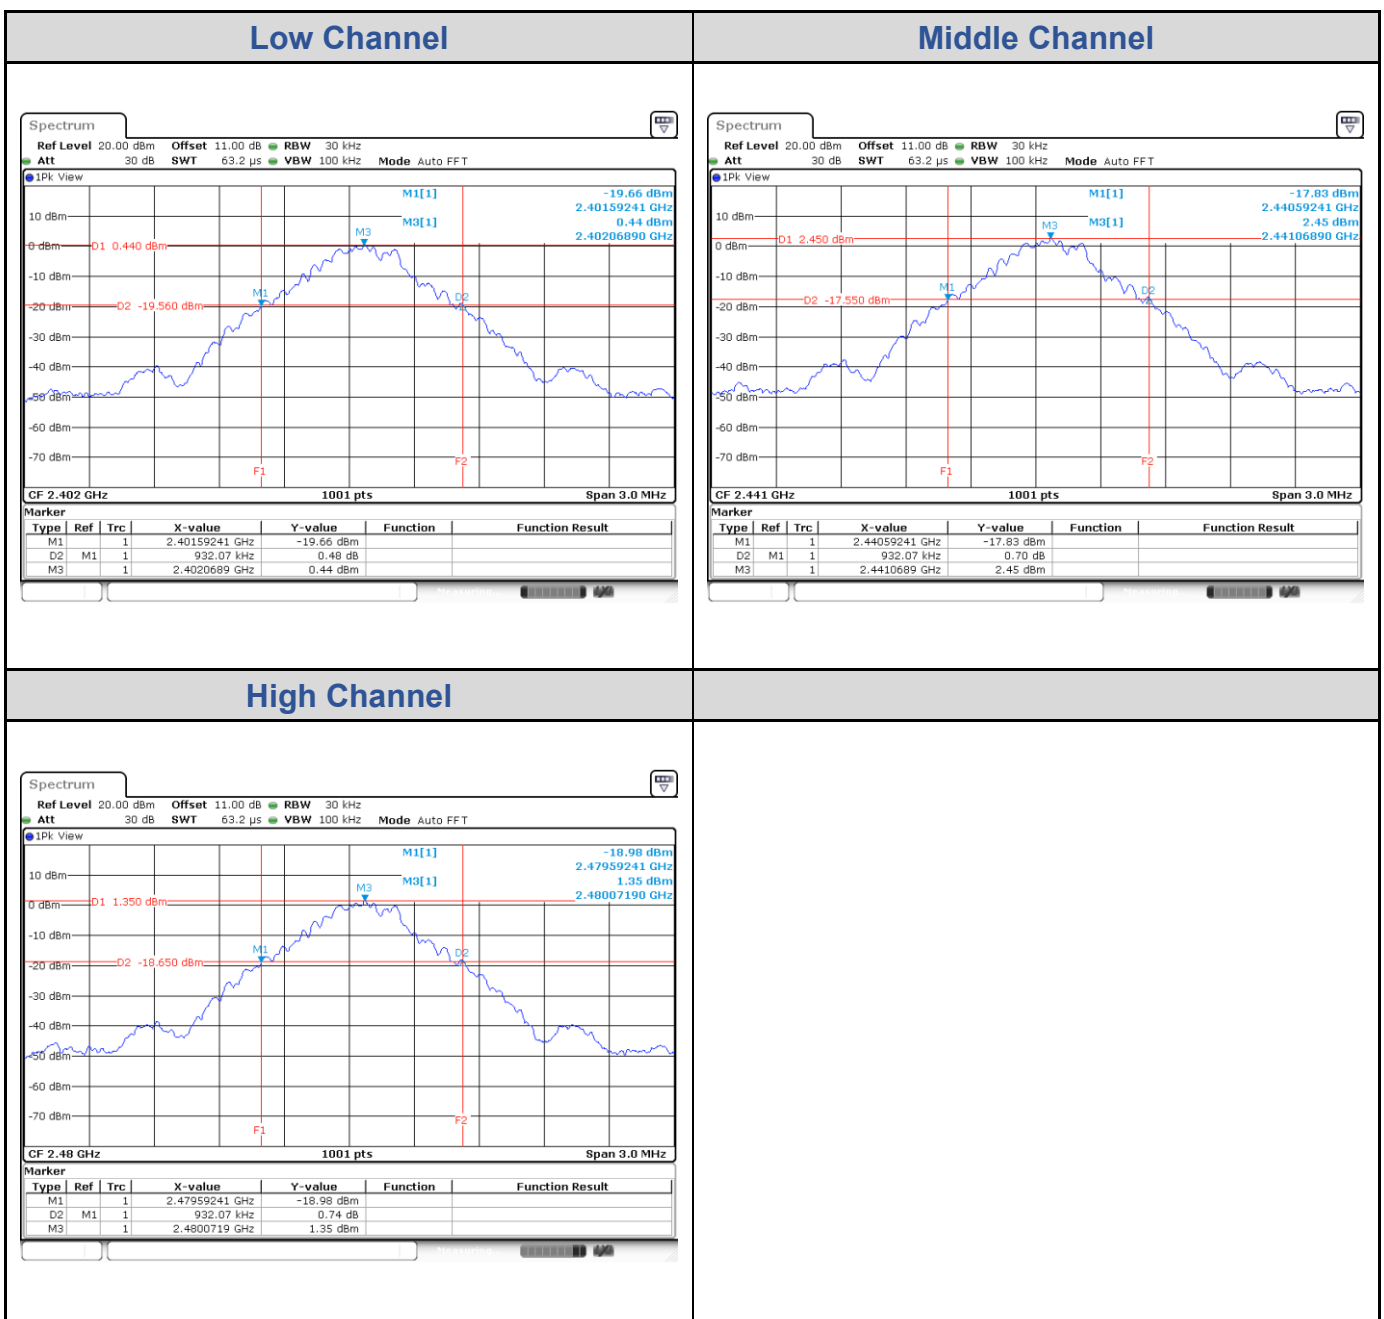 Low Channel
Middle Channel
Spectrum
Ref Level 20.00 dBm Offset 11.00 dB RBW 30 kHz
Att 30 dB SWT 63.2 µs VBW 100 kHz Mode Auto FFT
1Pk View
M1[1] -19.66 dBm
2.40159241 GHz
M3[1] 0.44 dBm
2.40206890 GHz
10 dBm
M3
0 dBm
D1 0.440 dBm
-10 dBm
M1
D2
-20 dBm
D2 -19.560 dBm
-30 dBm
-40 dBm
-50 dBm
-60 dBm
-70 dBm
F1
F2
CF 2.402 GHz 1001 pts Span 3.0 MHz
Marker
Type Ref Trc X-value Y-value Function Function Result
M1 1 2.40159241 GHz -19.66 dBm
D2 M1 1 932.07 kHz 0.48 dB
M3 1 2.4020689 GHz 0.44 dBm
Measuring...
Spectrum
Ref Level 20.00 dBm Offset 11.00 dB RBW 30 kHz
Att 30 dB SWT 63.2 µs VBW 100 kHz Mode Auto FFT
1Pk View
M1[1] -17.83 dBm
2.44059241 GHz
M3[1] 2.45 dBm
2.44106890 GHz
10 dBm
M3
D1 2.450 dBm
0 dBm
-10 dBm
M1
D2
D2 -17.550 dBm
-20 dBm
-30 dBm
-40 dBm
-50 dBm
-60 dBm
-70 dBm
F1
F2
CF 2.441 GHz 1001 pts Span 3.0 MHz
Marker
Type Ref Trc X-value Y-value Function Function Result
M1 1 2.44059241 GHz -17.83 dBm
D2 M1 1 932.07 kHz 0.70 dB
M3 1 2.4410689 GHz 2.45 dBm
Measuring...
High Channel
Spectrum
Ref Level 20.00 dBm Offset 11.00 dB RBW 30 kHz
Att 30 dB SWT 63.2 µs VBW 100 kHz Mode Auto FFT
1Pk View
M1[1] -18.98 dBm
2.47959241 GHz
M3[1] 1.35 dBm
2.48007190 GHz
10 dBm
M3
D1 1.350 dBm
0 dBm
-10 dBm
M1
D2
D2 -18.650 dBm
-20 dBm
-30 dBm
-40 dBm
-50 dBm
-60 dBm
-70 dBm
F1
F2
CF 2.48 GHz 1001 pts Span 3.0 MHz
Marker
Type Ref Trc X-value Y-value Function Function Result
M1 1 2.47959241 GHz -18.98 dBm
D2 M1 1 932.07 kHz 0.74 dB
M3 1 2.4800719 GHz 1.35 dBm
Measuring...